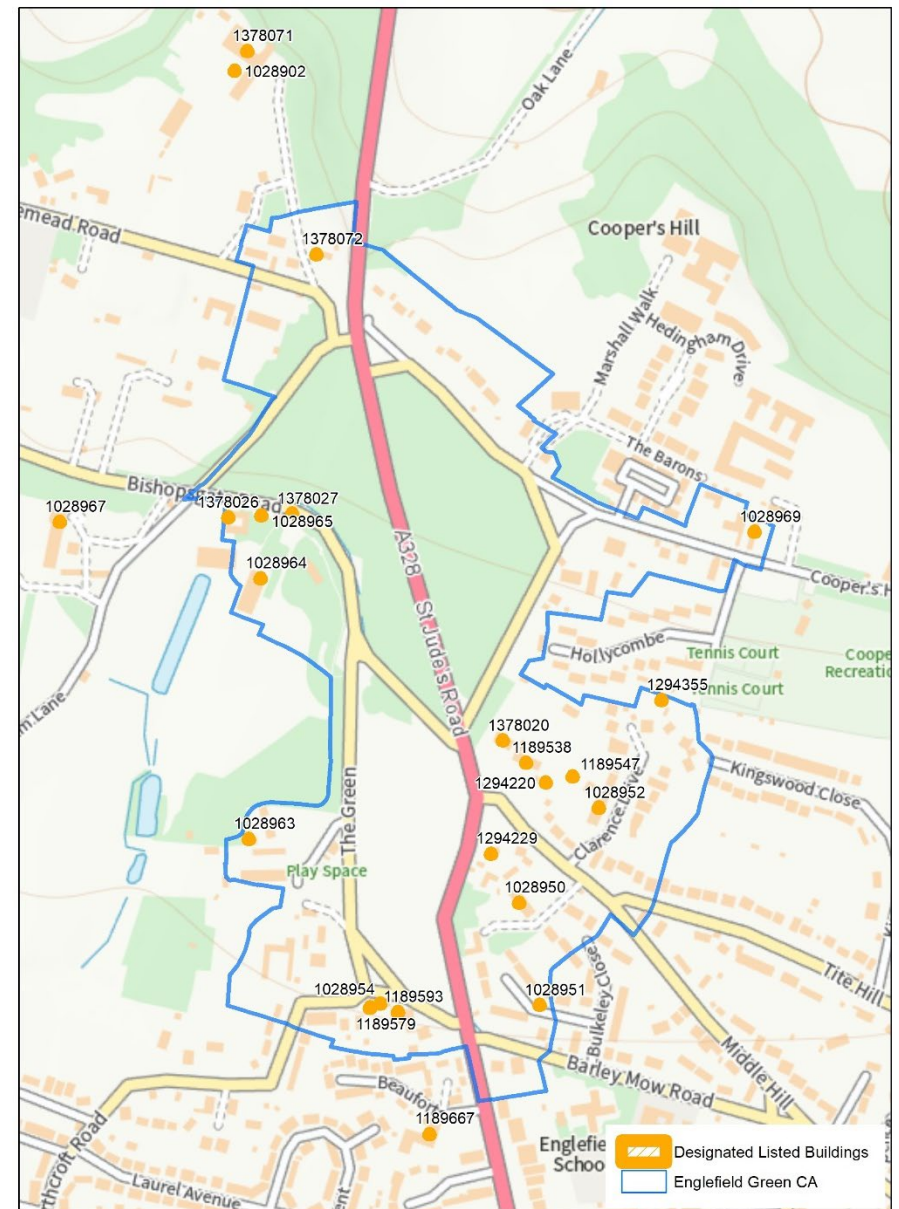 1378071
1028902
Oak Lane
emead Road
1378072
Cooper's Hill
Marshall Walk
Hedingham Drive
The Barons
Bishopsgate Road
1378026
1378027
1028965
1028967
1028969
1028964
A328
St Jude's Road
Cooper's H
Hollycombe
Tennis Court
Coope
Recreatio
Tennis Court
1294355
m Lane
1378020
1189538
1189547
1294220
1028952
Kingswood Close
The Green
Clarence Drive
1028963
1294229
Play Space
1028950
Tite Hill
1028954
1189593
1189579
1028951
Bulkeley Close
Middle Hill
Barley Mow Road
Beaufort
1189667
Englefie
Schoo
rthcroft Road
Laurel Avenue
ent
Designated Listed Buildings
Englefield Green CA